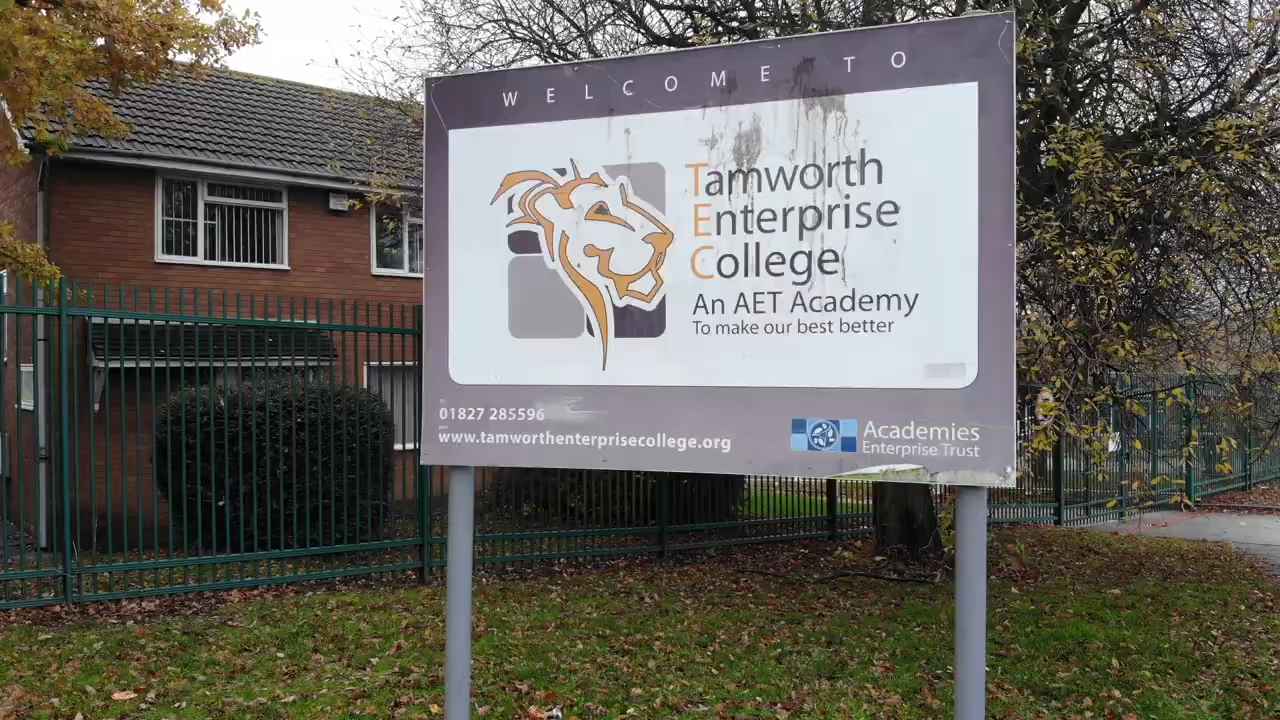 WELCOME TO
Tamworth
Enterprise
College
An AET Academy
To make our best better
01827 285596
www.tamworthenterprisecollege.org
Academies
Enterprise Trust